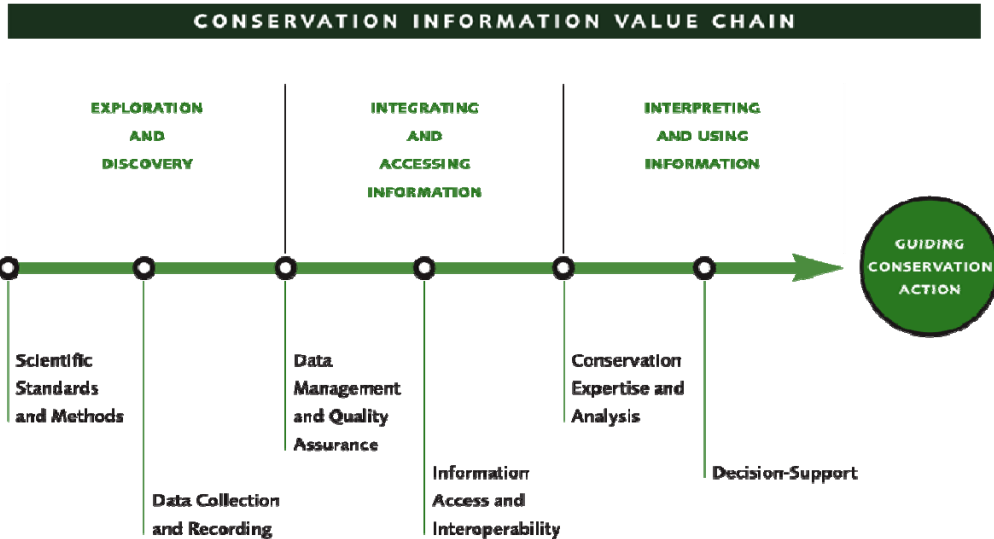 CONSERVATION INFORMATION VALUE CHAIN
EXPLORATION
AND
DISCOVERY
INTEGRATING
AND
ACCESSING
INFORMATION
INTERPRETING
AND USING
INFORMATION
GUIDING
CONSERVATION
ACTION
Scientific
Standards
and Methods
Data Collection
and Recording
Data
Management
and Quality
Assurance
Information
Access and
Interoperability
Conservation
Expertise and
Analysis
Decision-Support